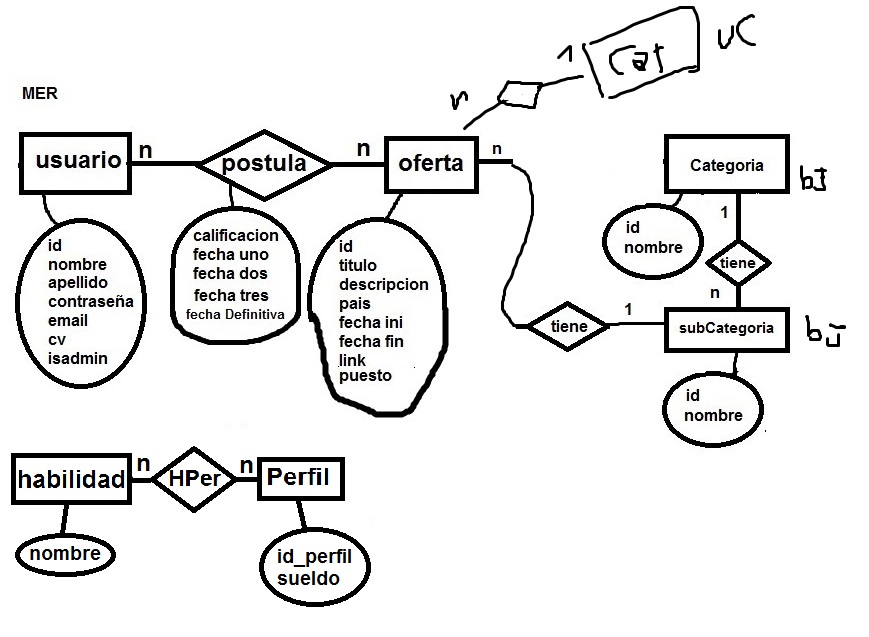 MER
n
1
Cat
UC
usuario
n
postula
n
oferta
n
id
nombre
apellido
contraseña
email
cv
isadmin
calificacion
fecha uno
fecha dos
fecha tres
fecha Definitiva
id
titulo
descripcion
pais
fecha ini
fecha fin
link
puesto
Categoria
id
nombre
1
tiene
n
tiene
1
subCategoria
id
nombre
habilidad
n
HPer
n
Perfil
nombre
id_perfil
sueldo